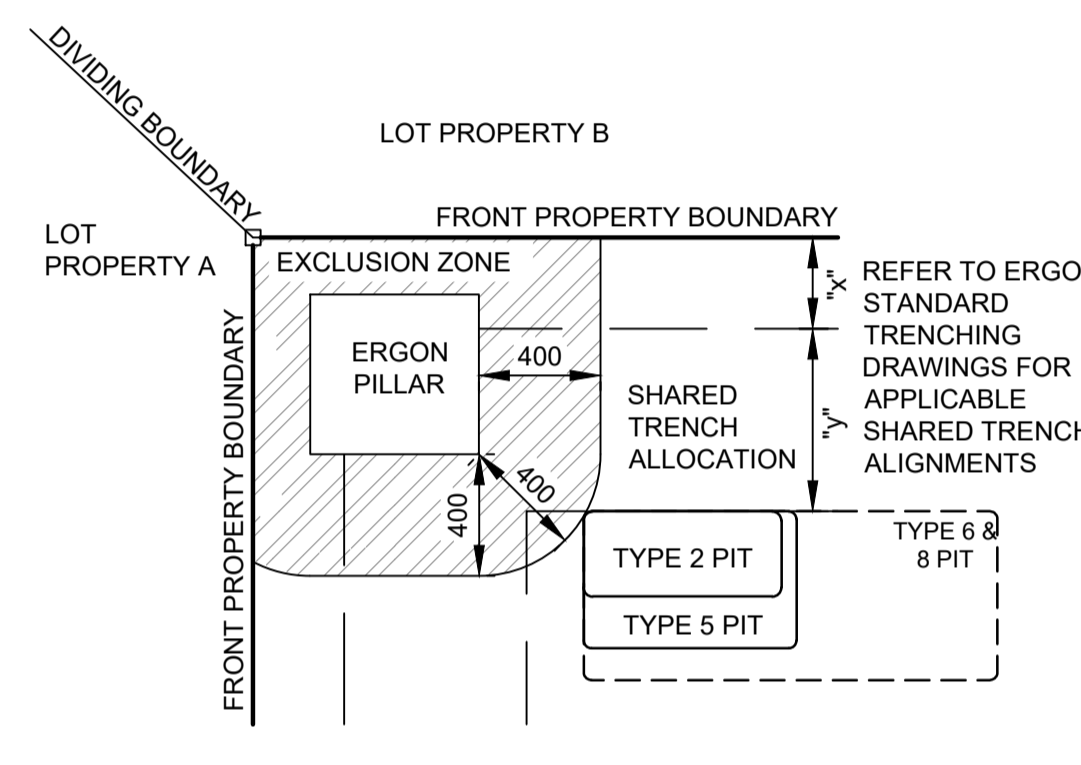 DIVIDING BOUNDARY
LOT PROPERTY B
LOT
PROPERTY A
FRONT PROPERTY BOUNDARY
EXCLUSION ZONE
ERGON
PILLAR
400
400
400
FRONT PROPERTY BOUNDARY
SHARED
TRENCH
ALLOCATION
"x"
"y"
REFER TO ERGO
STANDARD
TRENCHING
DRAWINGS FOR
APPLICABLE
SHARED TRENCH
ALIGNMENTS
TYPE 2 PIT
TYPE 5 PIT
TYPE 6 &
8 PIT